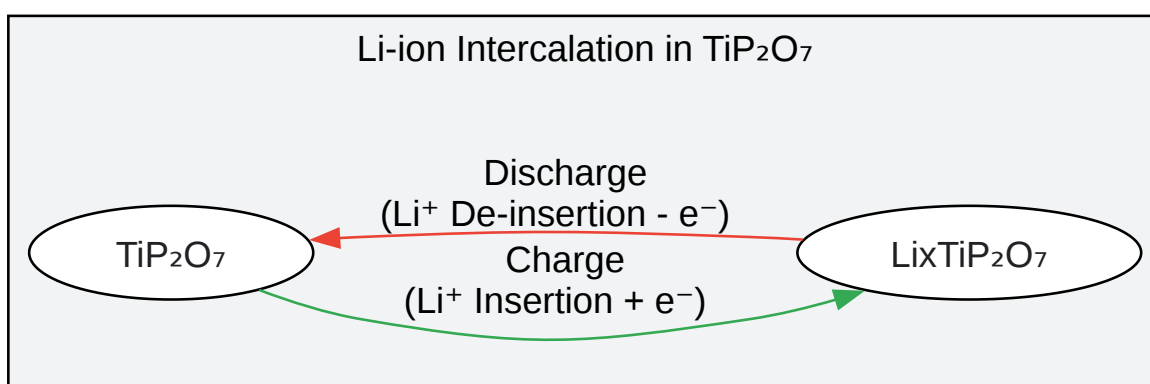 Li-ion Intercalation in TiP₂O₇
Discharge
(Li⁺ De-insertion - e⁻)
TiP₂O₇
LixTiP₂O₇
Charge
(Li⁺ Insertion + e⁻)